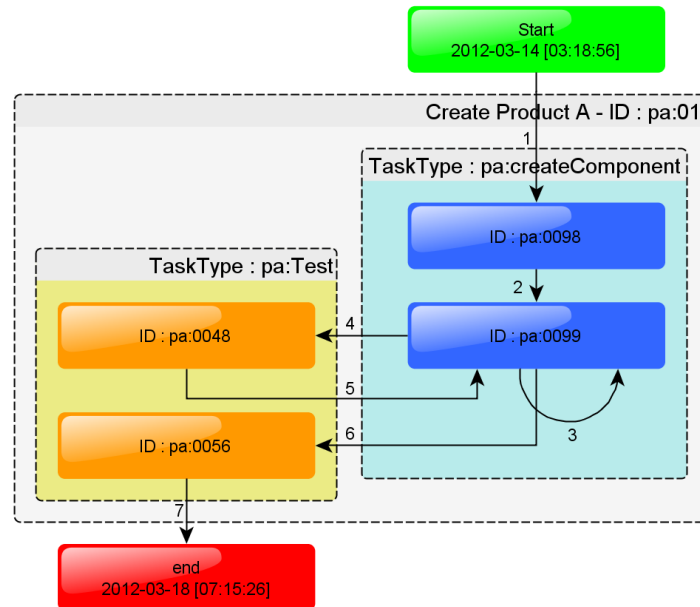 Start
2012-03-14 [03:18:56]
Create Product A - ID : pa:01
1
TaskType : pa:createComponent
ID : pa:0098
TaskType : pa:Test
2
ID : pa:0048
4
ID : pa:0099
5
3
6
ID : pa:0056
7
end
2012-03-18 [07:15:26]